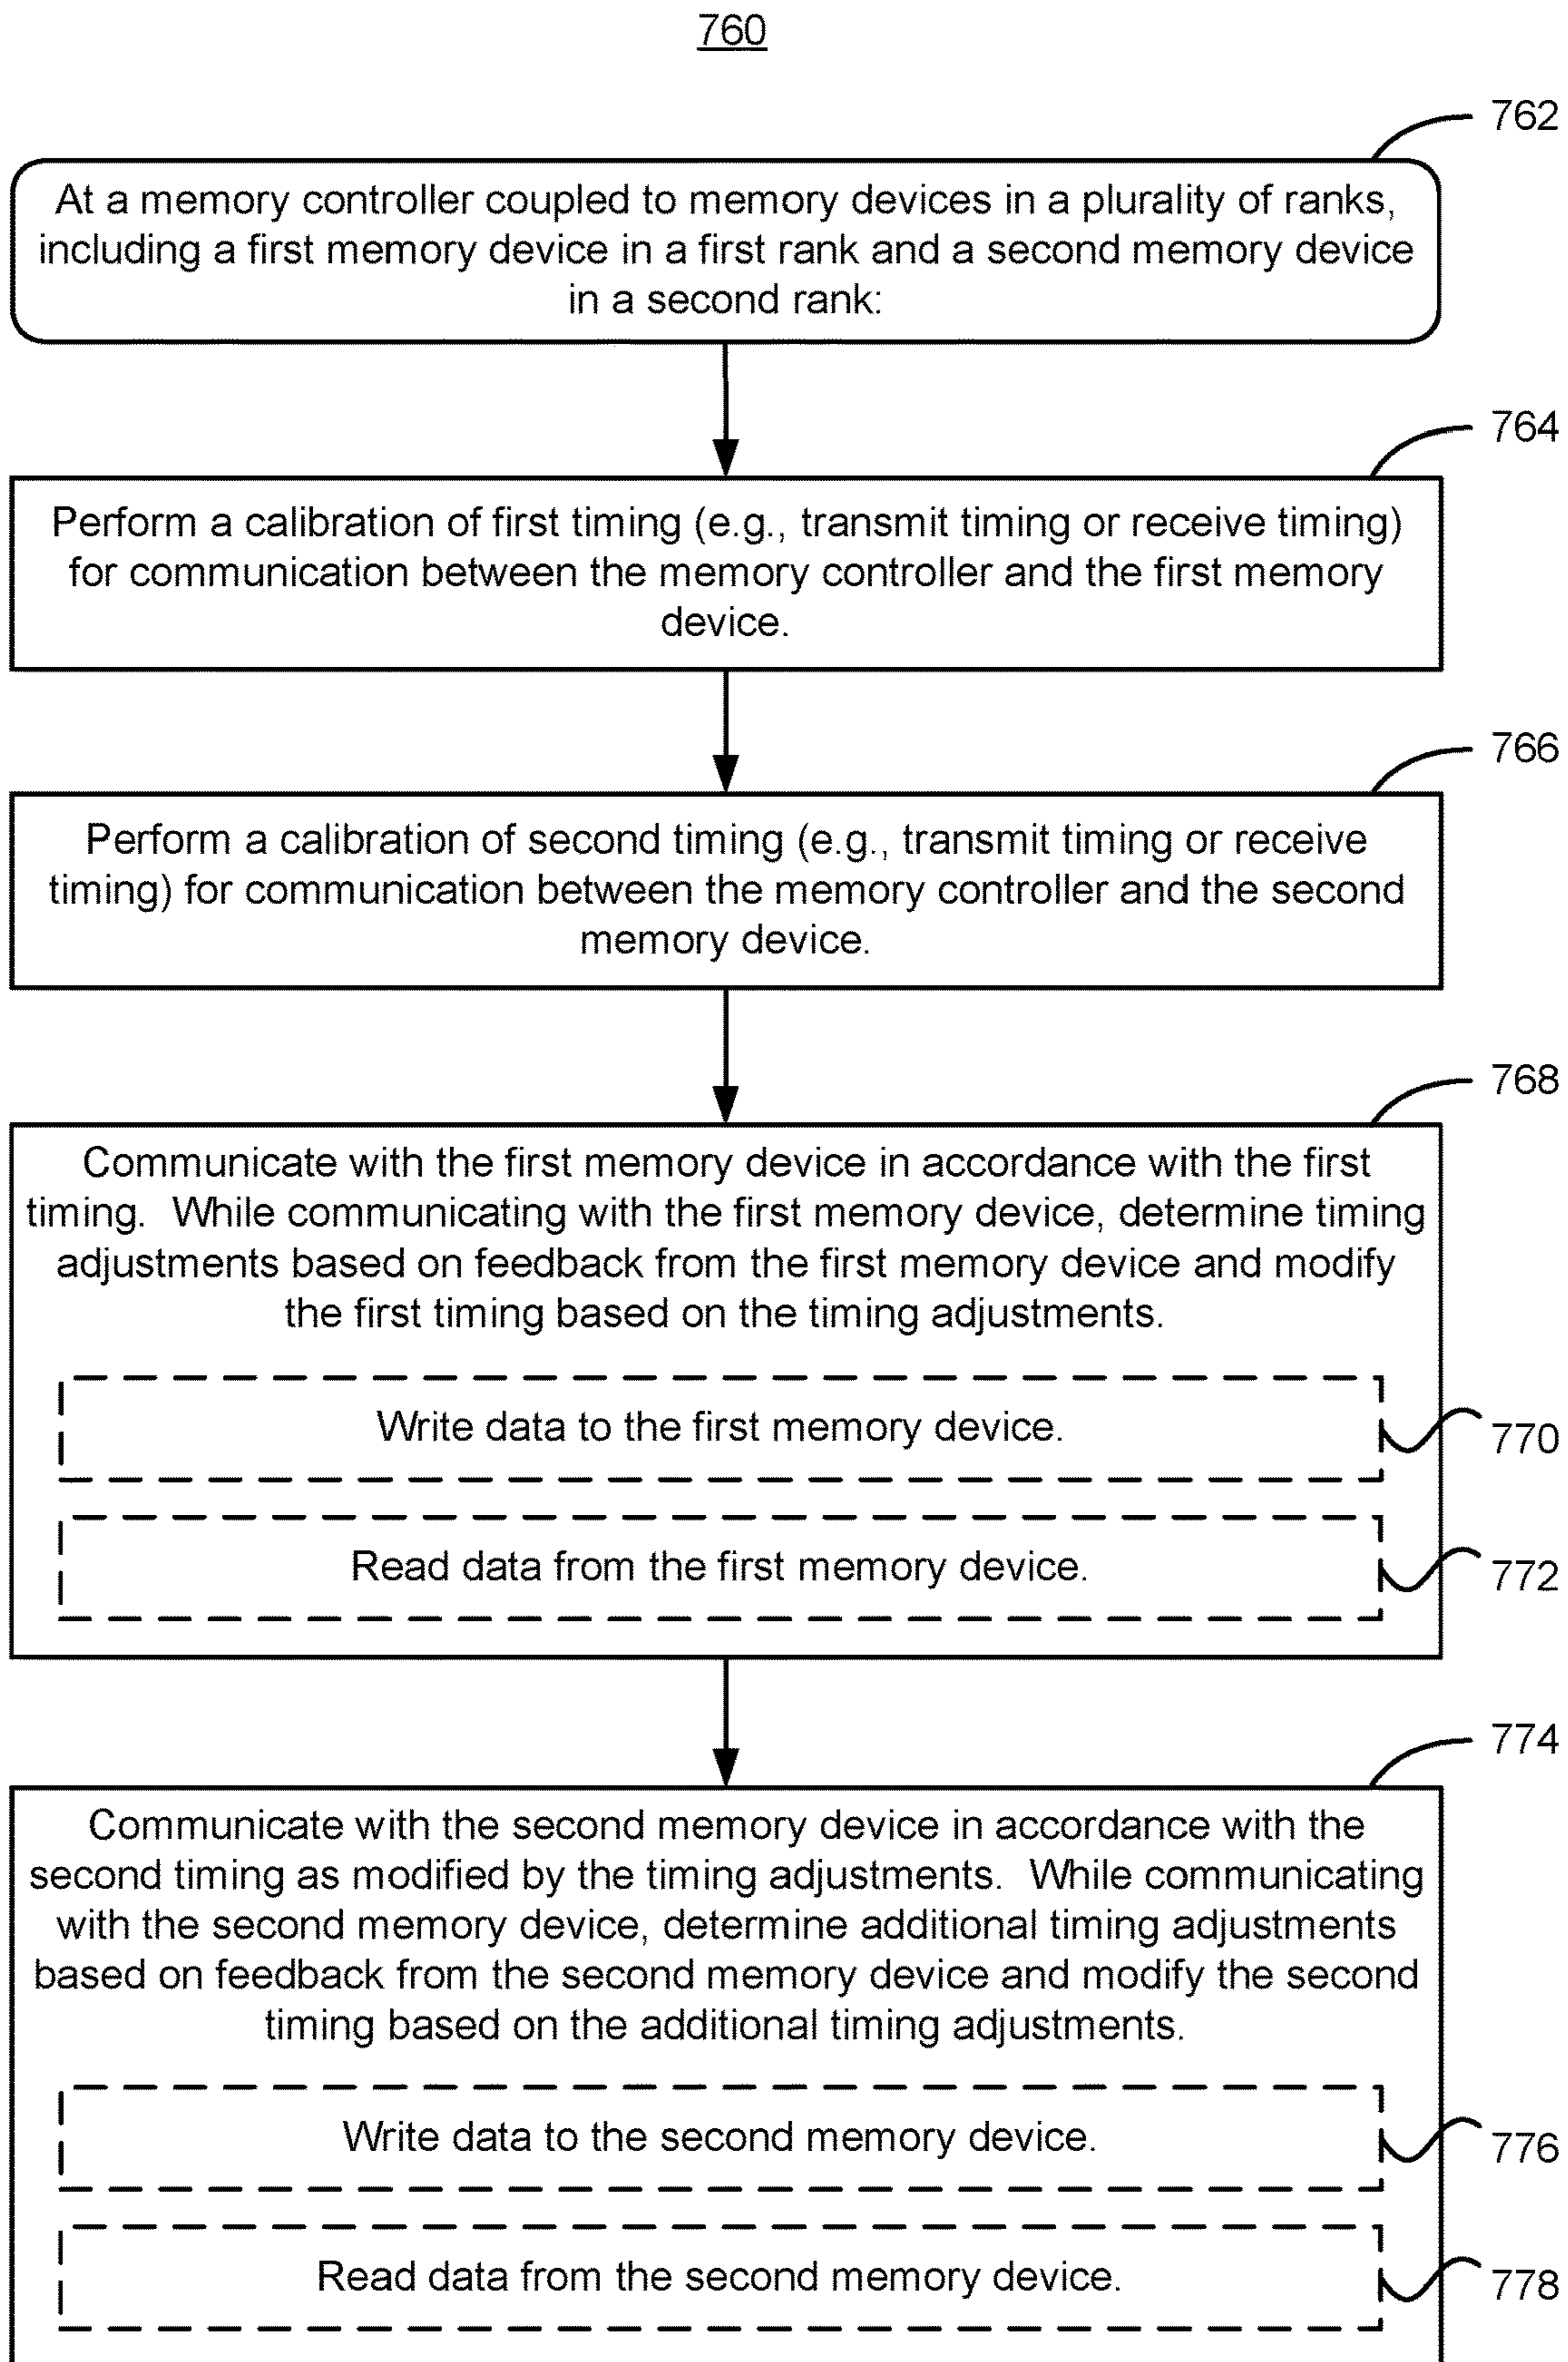 760
762
At a memory controller coupled to memory devices in a plurality of ranks,
including a first memory device in a first rank and a second memory device
in a second rank:
764
Perform a calibration of first timing (e.g., transmit timing or receive timing)
for communication between the memory controller and the first memory
device.
766
Perform a calibration of second timing (e.g., transmit timing or receive
timing) for communication between the memory controller and the second
memory device.
768
Communicate with the first memory device in accordance with the first
timing.  While communicating with the first memory device, determine timing
adjustments based on feedback from the first memory device and modify
the first timing based on the timing adjustments.
Write data to the first memory device.
770
Read data from the first memory device.
772
774
Communicate with the second memory device in accordance with the
second timing as modified by the timing adjustments.  While communicating
with the second memory device, determine additional timing adjustments
based on feedback from the second memory device and modify the second
timing based on the additional timing adjustments.
Write data to the second memory device.
776
Read data from the second memory device.
778